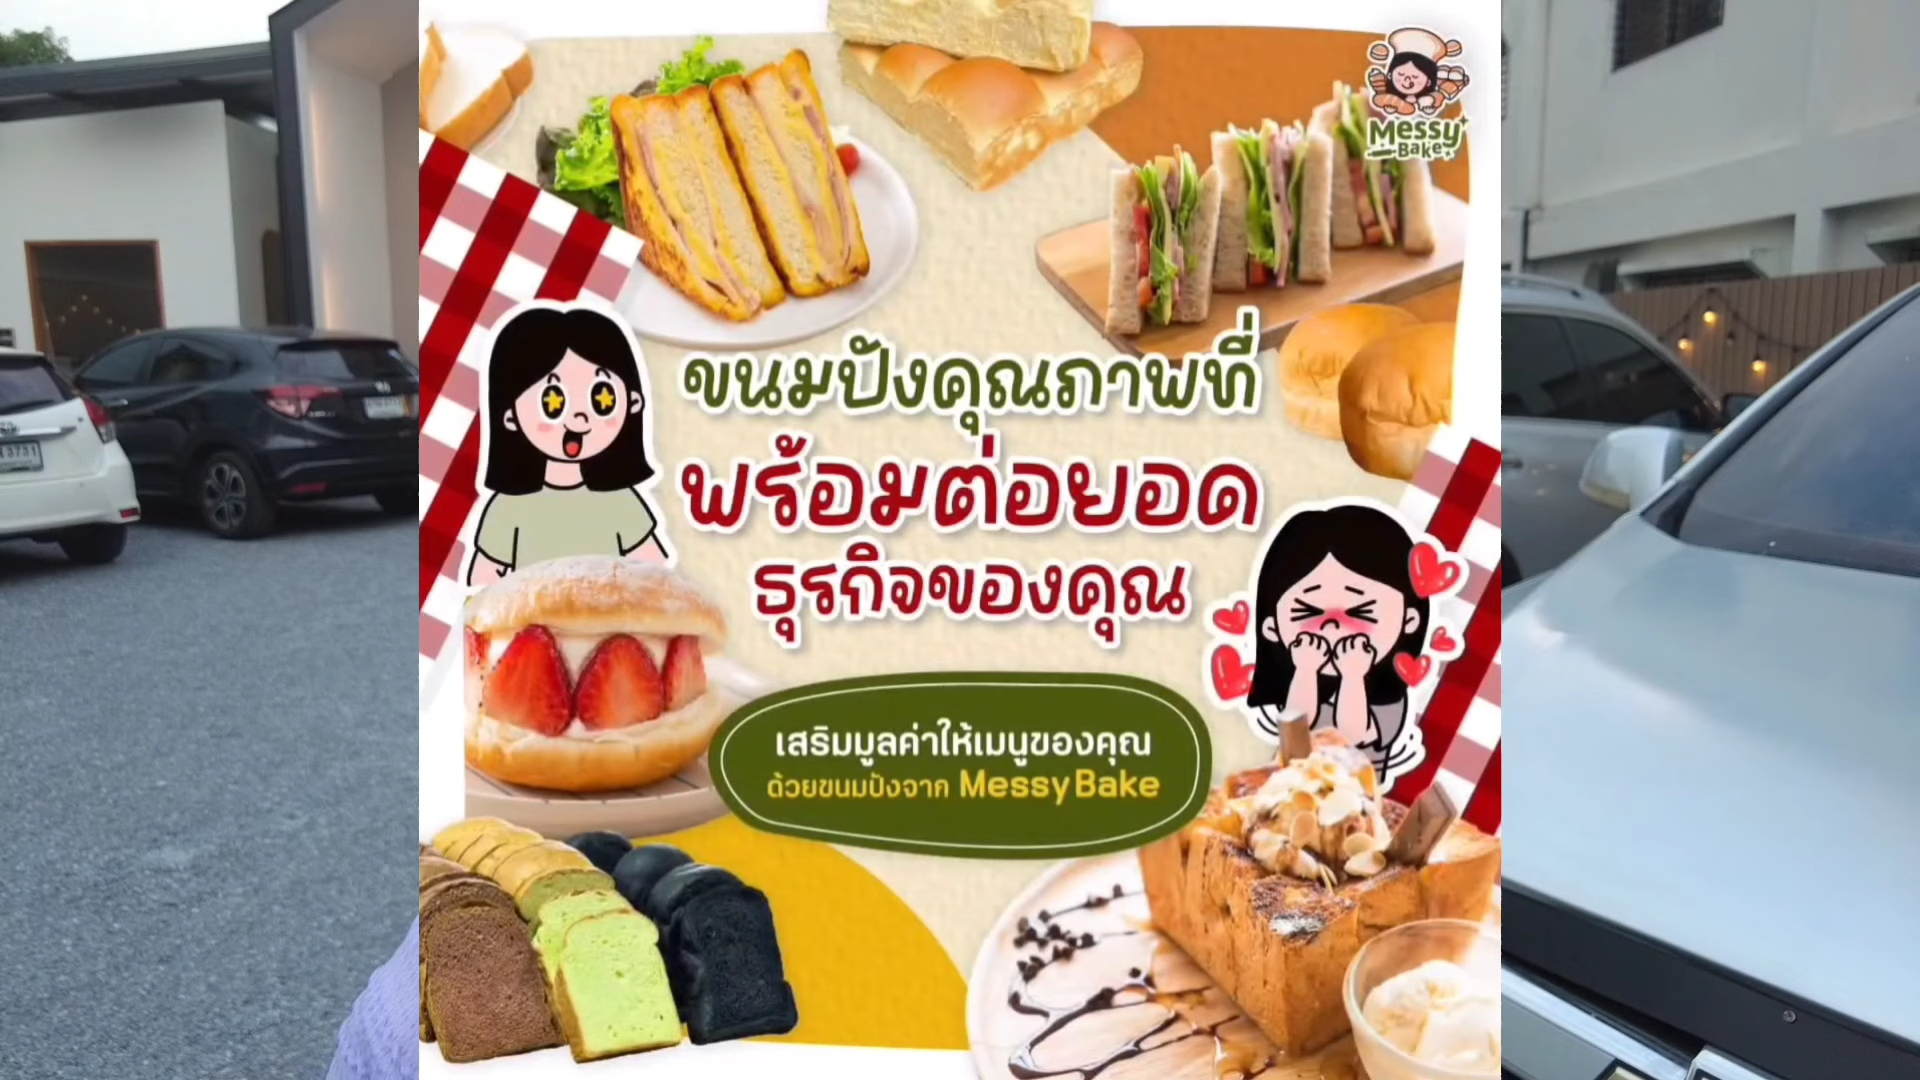 Messy
Bake
ขนมปังคุณภาพที่
พร้อมต่อยอด
ธุรกิจของคุณ
เสริมมูลค่าให้เมนูของคุณ
ด้วยขนมปังจาก Messy Bake
3731